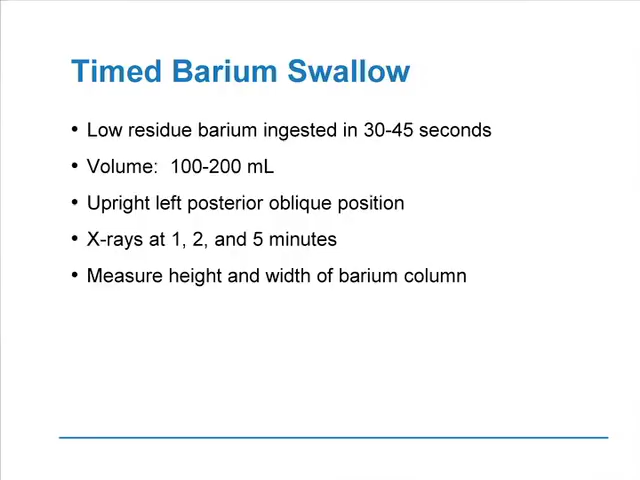 Timed Barium Swallow
• Low residue barium ingested in 30-45 seconds
• Volume:  100-200 mL
• Upright left posterior oblique position
• X-rays at 1, 2, and 5 minutes
• Measure height and width of barium column